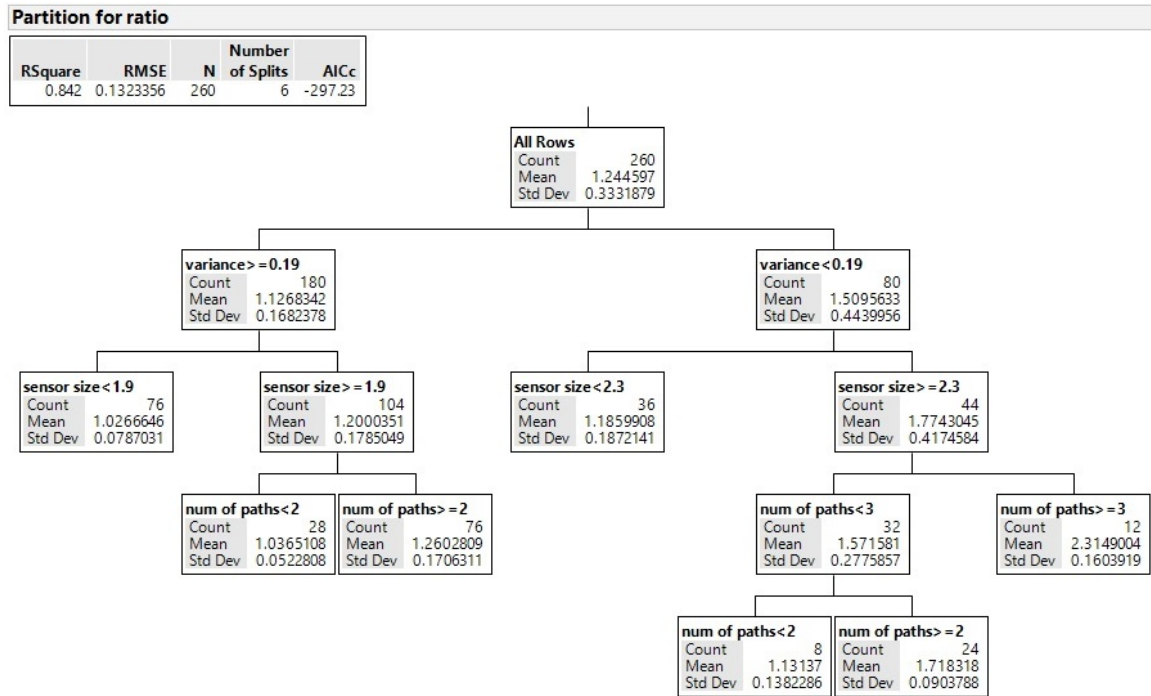 Partition for ratio
Number
RSquare RMSE N of Splits AICc
0.842 0.1323356 260 6 -297.23
All Rows
Count 260
Mean 1.244597
Std Dev 0.3331879
variance>=0.19
Count 180
Mean 1.1268342
Std Dev 0.1682378
variance<0.19
Count 80
Mean 1.5095633
Std Dev 0.4439956
sensor size<1.9
Count 76
Mean 1.0266646
Std Dev 0.0787031
sensor size>=1.9
Count 104
Mean 1.2000351
Std Dev 0.1785049
sensor size<2.3
Count 36
Mean 1.1859908
Std Dev 0.1872141
sensor size>=2.3
Count 44
Mean 1.7743045
Std Dev 0.4174584
num of paths<2
Count 28
Mean 1.0365108
Std Dev 0.0522808
num of paths>=2
Count 76
Mean 1.2602809
Std Dev 0.1706311
num of paths<3
Count 32
Mean 1.571581
Std Dev 0.2775857
num of paths>=3
Count 12
Mean 2.3149004
Std Dev 0.1603919
num of paths<2
Count 8
Mean 1.13137
Std Dev 0.1382286
num of paths>=2
Count 24
Mean 1.718318
Std Dev 0.0903788